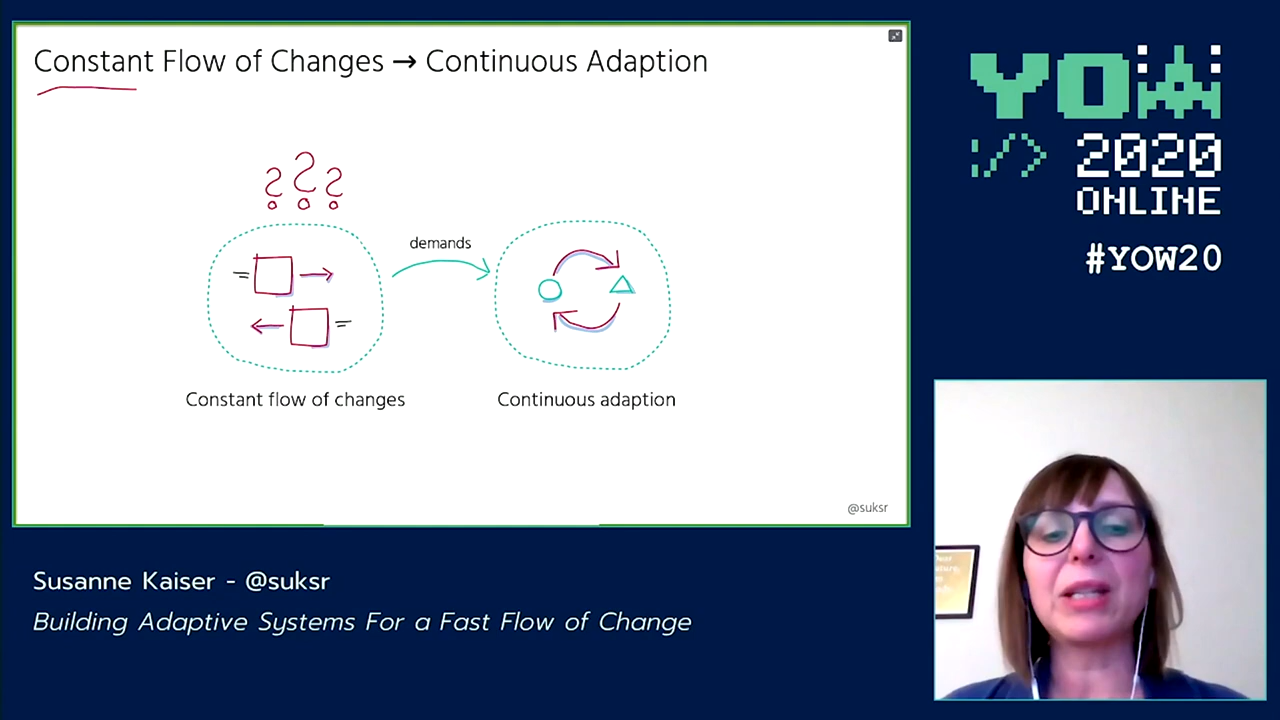 Constant Flow of Changes → Continuous Adaption
???
demands
Constant flow of changes
Continuous adaption
@suksr
YOW
:/> 2020
ONLINE
#YOW20
Susanne Kaiser - @suksr
Building Adaptive Systems For a Fast Flow of Change